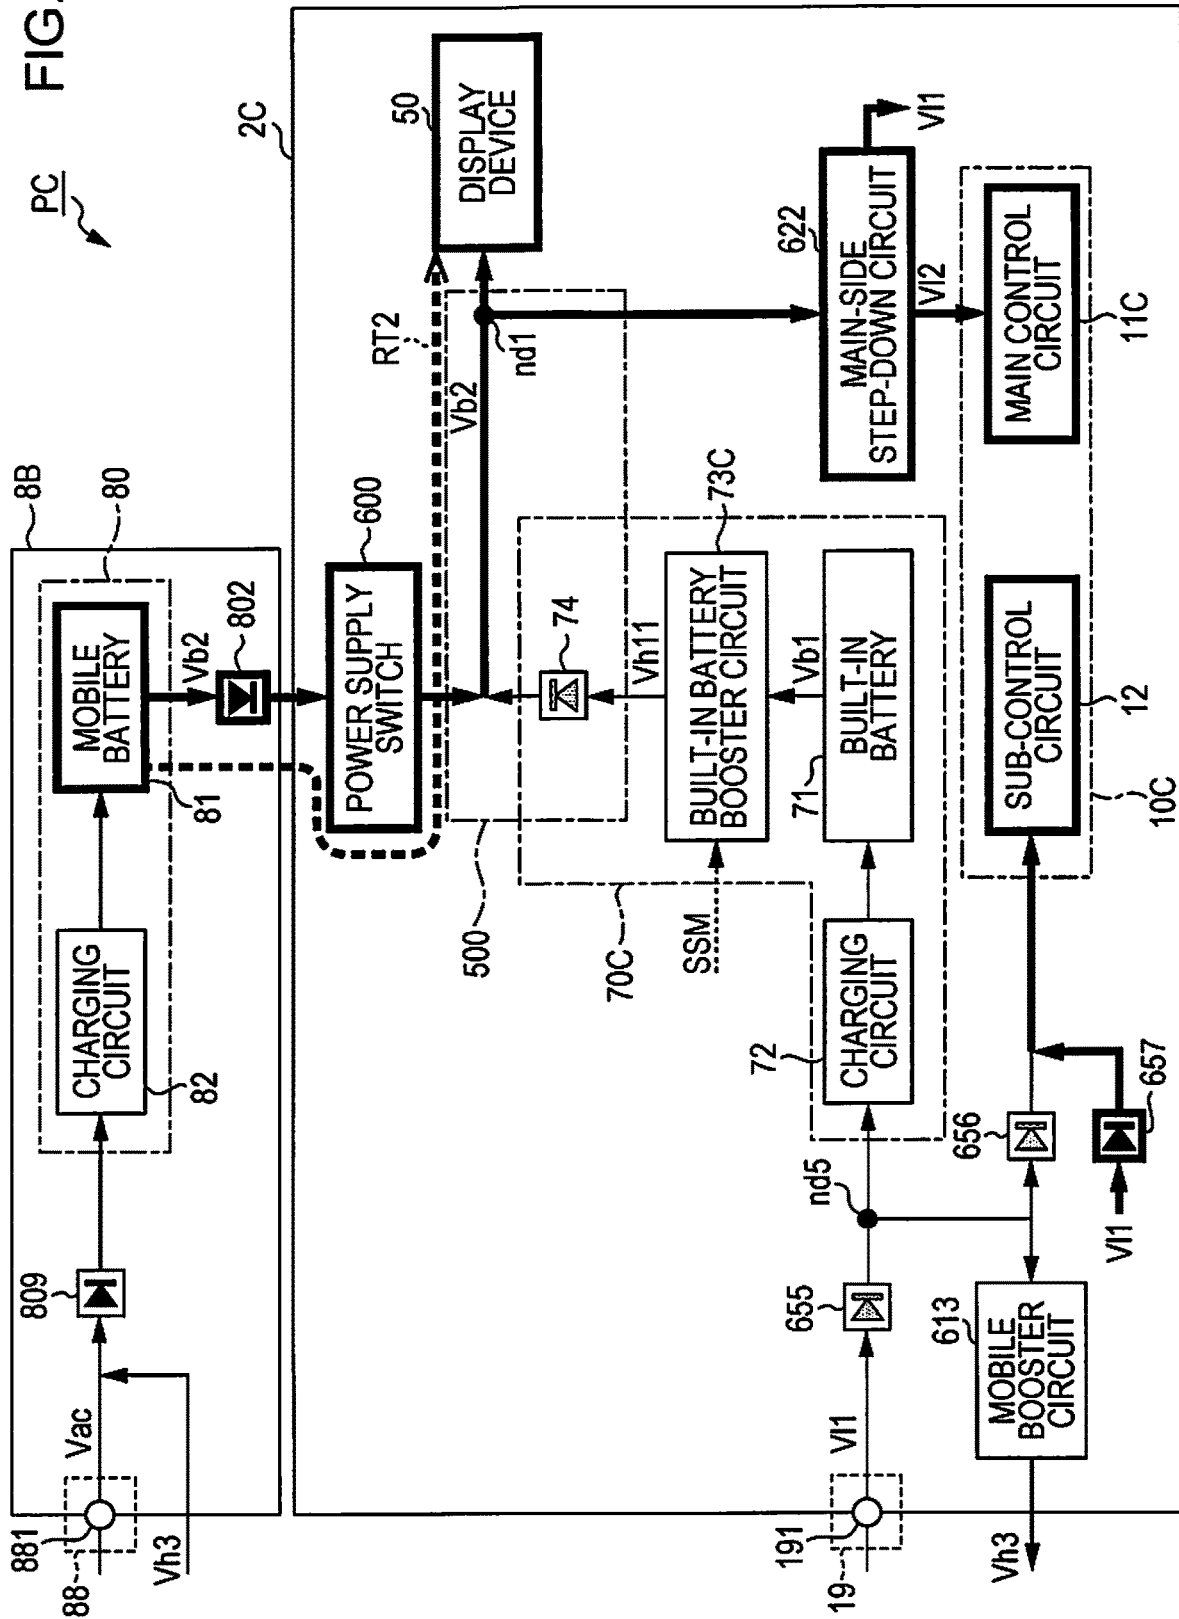 FIG.
PC
8B
80
MOBILE
BATTERY
81
CHARGING
CIRCUIT
82
809
Vac
881
88
Vh3
Vb2
802
2C
600
POWER SUPPLY
SWITCH
RT2
50
DISPLAY
DEVICE
Vb2
nd1
500
74
Vh11
73C
BUILT-IN BATTERY
BOOSTER CIRCUIT
SSM
70C
Vb1
71
BUILT-IN
BATTERY
72
CHARGING
CIRCUIT
622
MAIN-SIDE
STEP-DOWN CIRCUIT
Vl1
Vl2
MAIN CONTROL
CIRCUIT
11C
SUB-CONTROL
CIRCUIT
12
10C
nd5
655
656
657
Vl1
Vl1
191
19
613
MOBILE
BOOSTER
CIRCUIT
Vh3